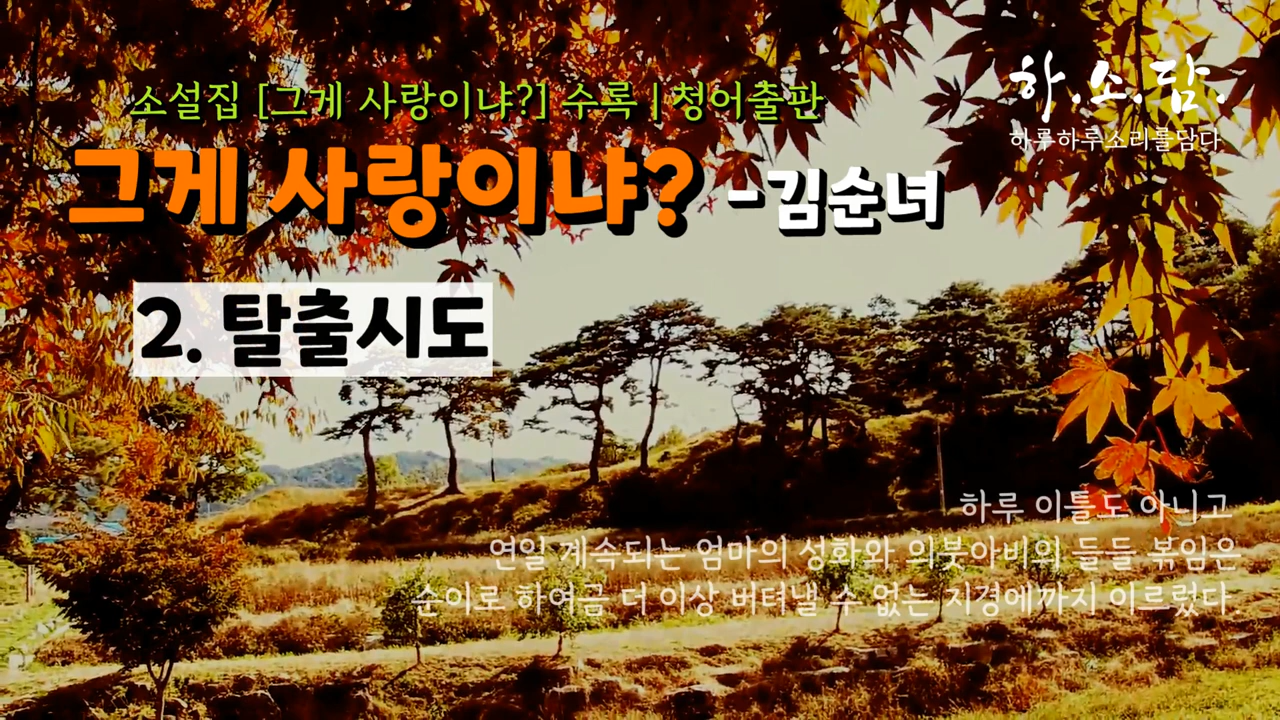 소설집 [그게 사랑이냐?] 수록 | 청어출판
하.소.담.
하루하루소리를담다
그게 사랑이냐? -김순녀
2. 탈출시도
하루 이틀도 아니고
연일 계속되는 엄마의 성화와 의붓아비의 들들 볶임은
순이로 하여금 더 이상 버텨낼 수 없는 지경에까지 이르렀다.